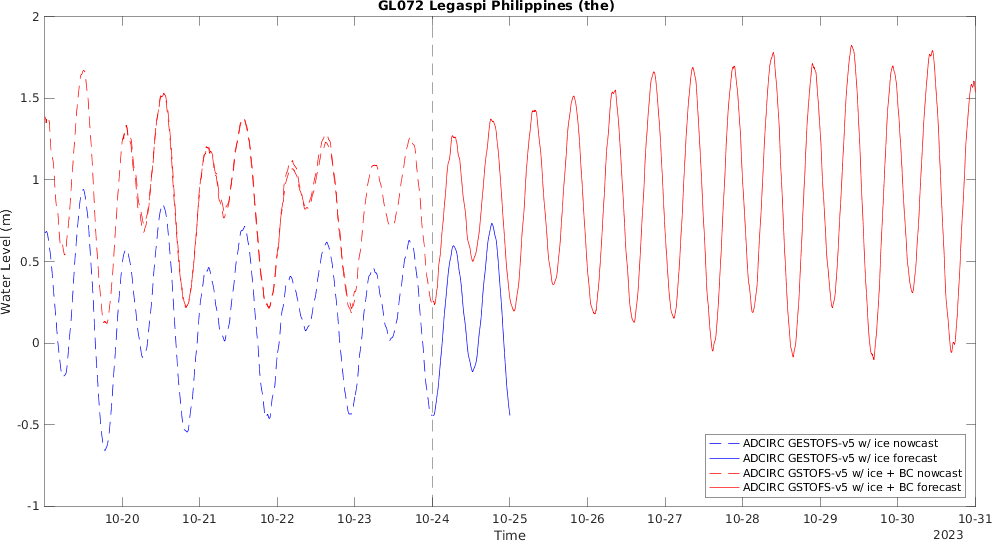 GL072 Legaspi Philippines (the)
2
1.5
1
0.5
0
-0.5
-1
Water Level (m)
10-20
10-21
10-22
10-23
10-24
10-25
10-26
10-27
10-28
10-29
10-30
10-31
Time
2023
ADCIRC GESTOFS-v5 w/ ice nowcast
ADCIRC GESTOFS-v5 w/ ice forecast
ADCIRC GSTOFS-v5 w/ ice + BC nowcast
ADCIRC GSTOFS-v5 w/ ice + BC forecast